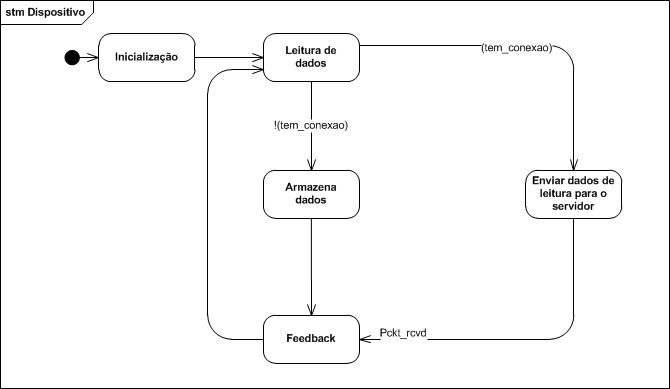 stm Dispositivo
Inicialização
Leitura de
dados
(tem_conexao)
!(tem_conexao)
Armazena
dados
Enviar dados de
leitura para o
servidor
Feedback
Pckt_rcvd